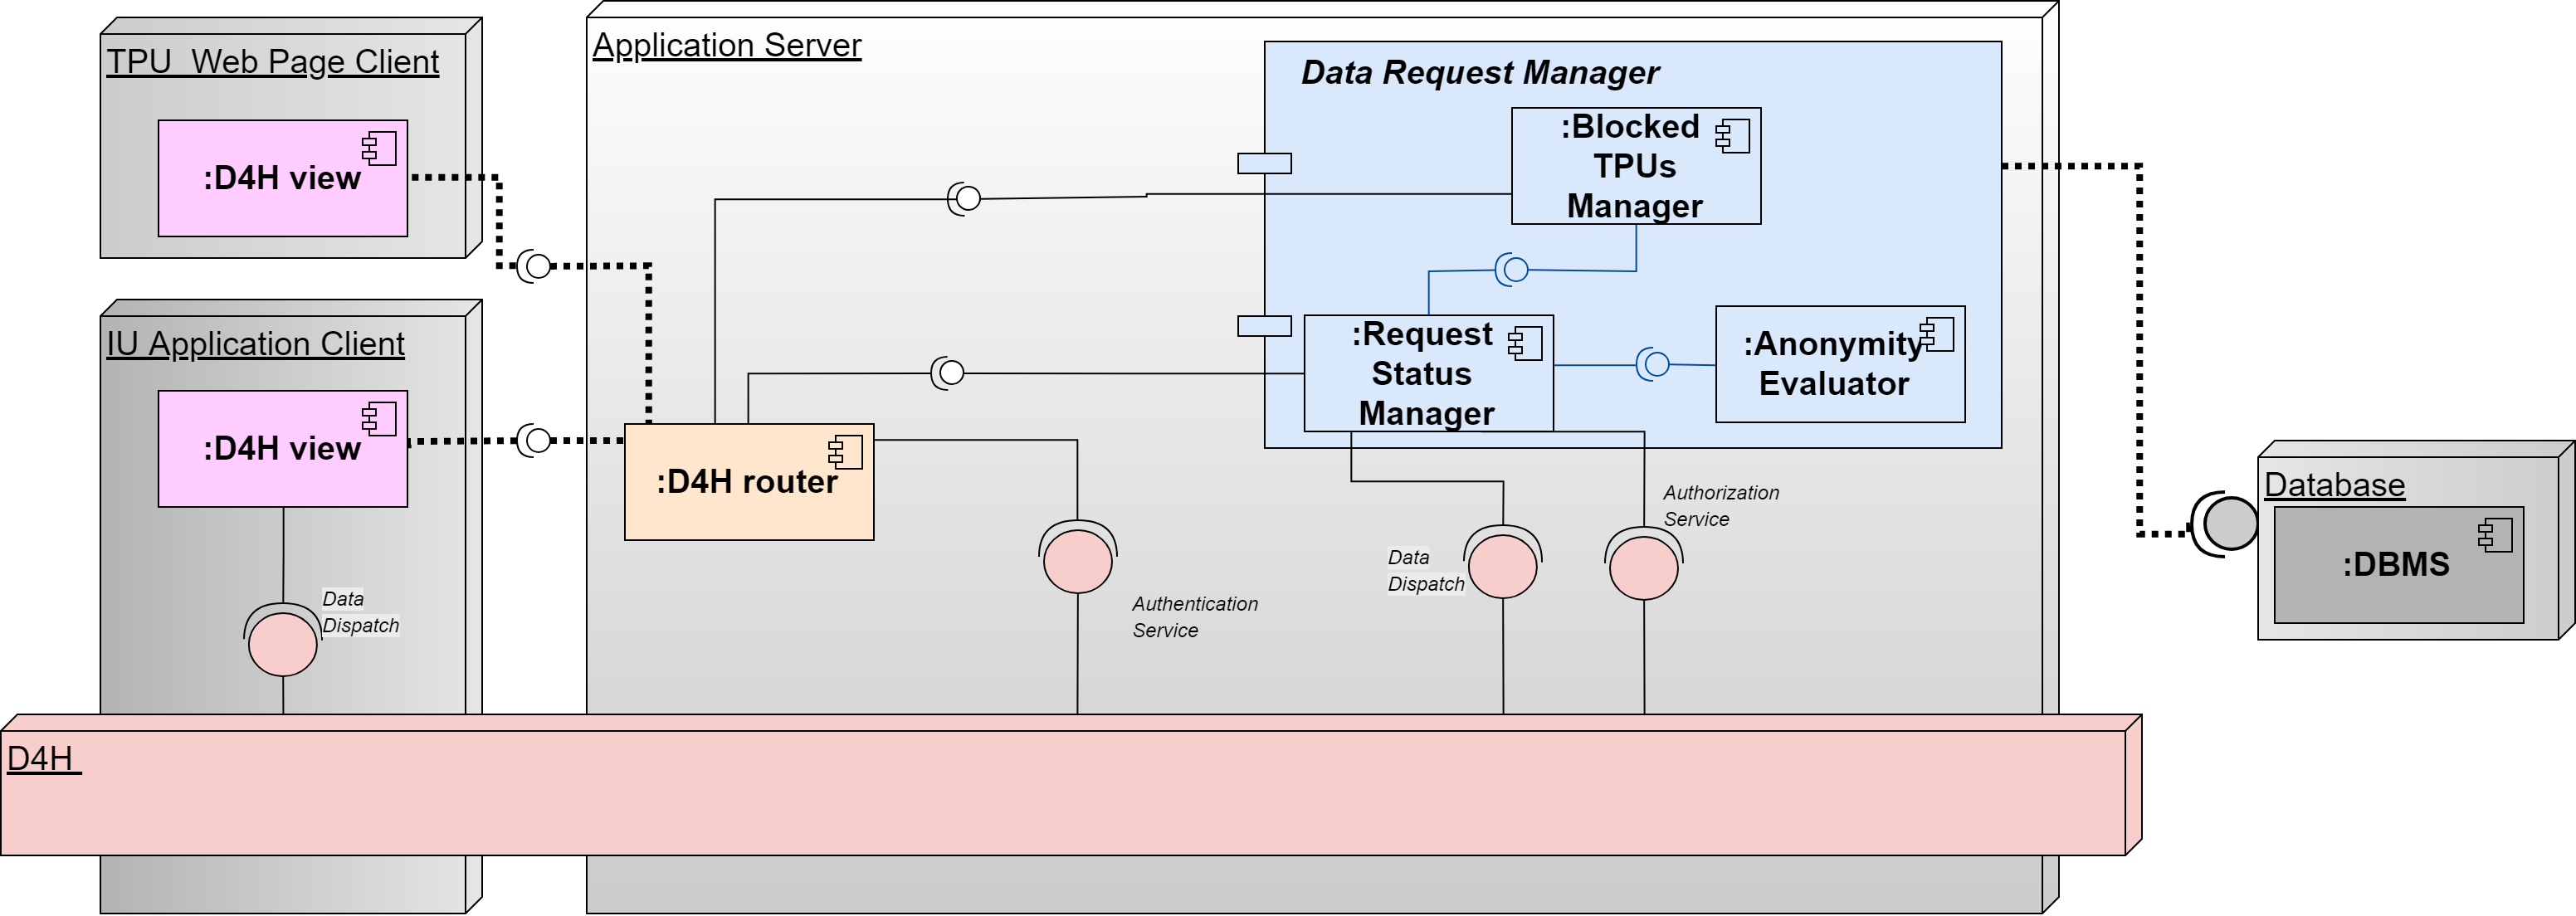 TPU  Web Page Client
:D4H view
IU Application Client
:D4H view
Data
Dispatch
Application Server
Data Request Manager
:Blocked
TPUs
Manager
:Request
Status
Manager
:Anonymity
Evaluator
:D4H router
Authentication
Service
Data
Dispatch
Authorization
Service
Database
:DBMS
D4H